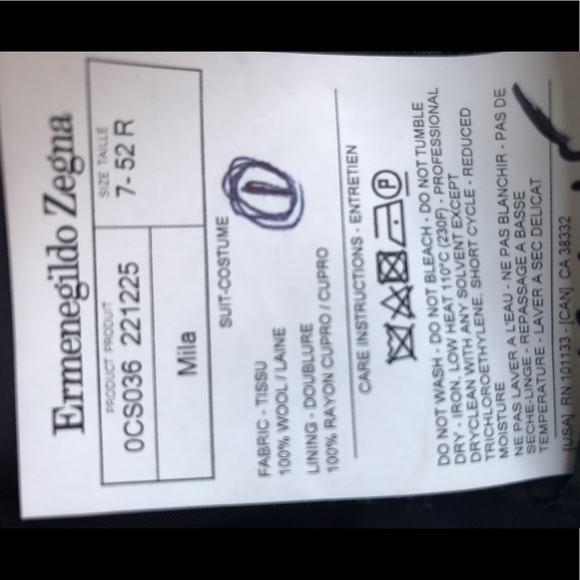 Ermenegildo Zegna
PRODUCT PRODUIT
0CS036 221225
SIZE TAILLE
7- 52 R
Mila
SUIT-COSTUME
1
FABRIC - TISSU
100% WOOL / LAINE
LINING - DOUBLURE
100% RAYON CUPRO / CUPRO
CARE INSTRUCTIONS - ENTRETIEN
P
DO NOT WASH - DO NOT BLEACH - DO NOT TUMBLE
DRY - IRON, LOW HEAT 110°C (230F) - PROFESSIONAL
DRYCLEAN WITH ANY SOLVENT EXCEPT
TRICHLOROETHYLENE, SHORT CYCLE - REDUCED
MOISTURE
NE PAS LAVER A L'EAU - NE PAS BLANCHIR - PAS DE
SECHE-LINGE - REPASSAGE A BASSE
TEMPERATURE - LAVER A SEC DELICAT
[USA] RN 101133 - [CAN] CA 38332